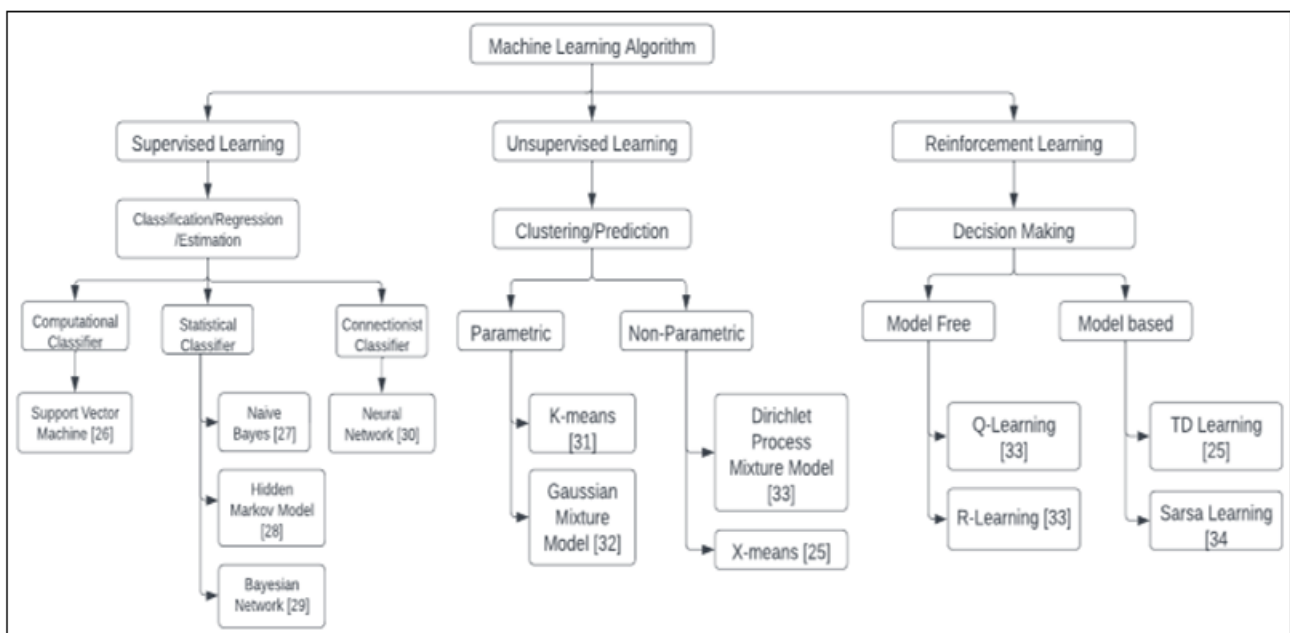 Machine Learning Algorithm
Supervised Learning
Unsupervised Learning
Reinforcement Learning
Classification/Regression
/Estimation
Clustering/Prediction
Decision Making
Computational
Classifier
Statistical
Classifier
Connectionist
Classifier
Parametric
Non-Parametric
Model Free
Model based
Support Vector
Machine [26]
Naive
Bayes [27]
Neural
Network [30]
K-means
[31]
Dirichlet
Process
Mixture Model
[33]
Q-Learning
[33]
TD Learning
[25]
Hidden
Markov Model
[28]
Gaussian
Mixture
Model [32]
R-Learning [33]
Sarsa Learning
[34
X-means [25]
Bayesian
Network [29]